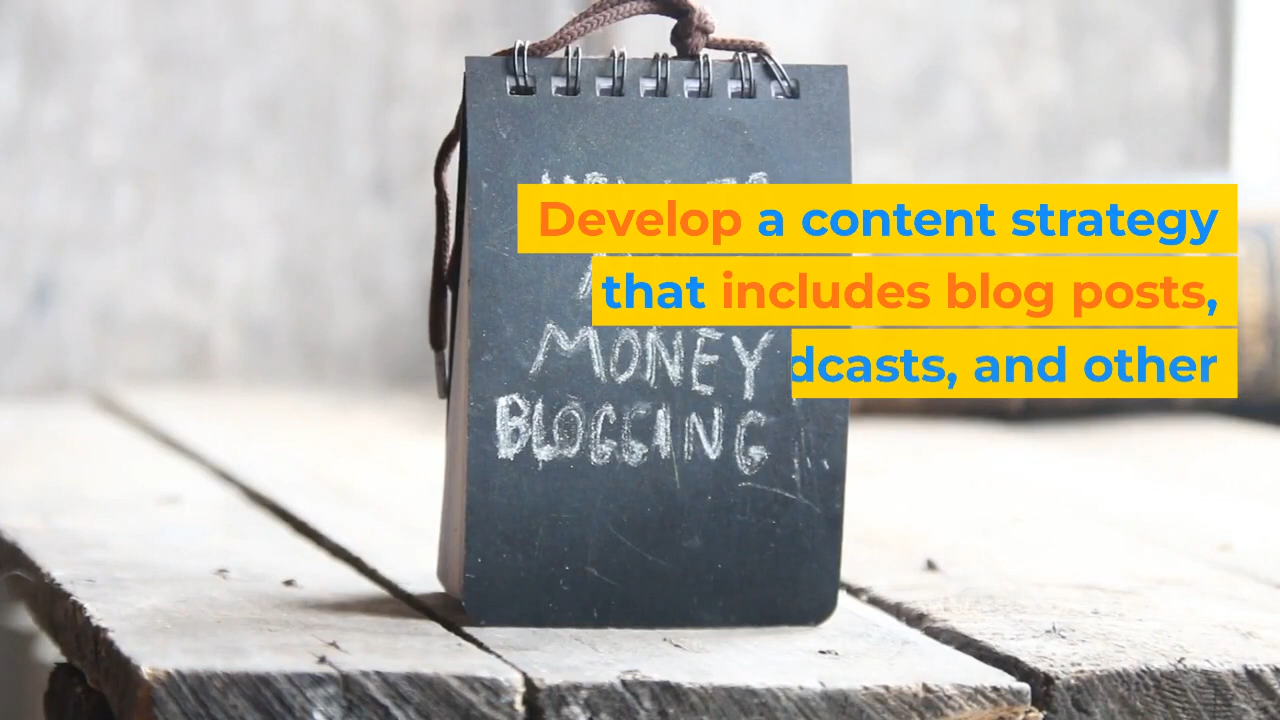 Develop a content strategy
that includes blog posts,
dcasts, and other
MONEY
BLOGGING